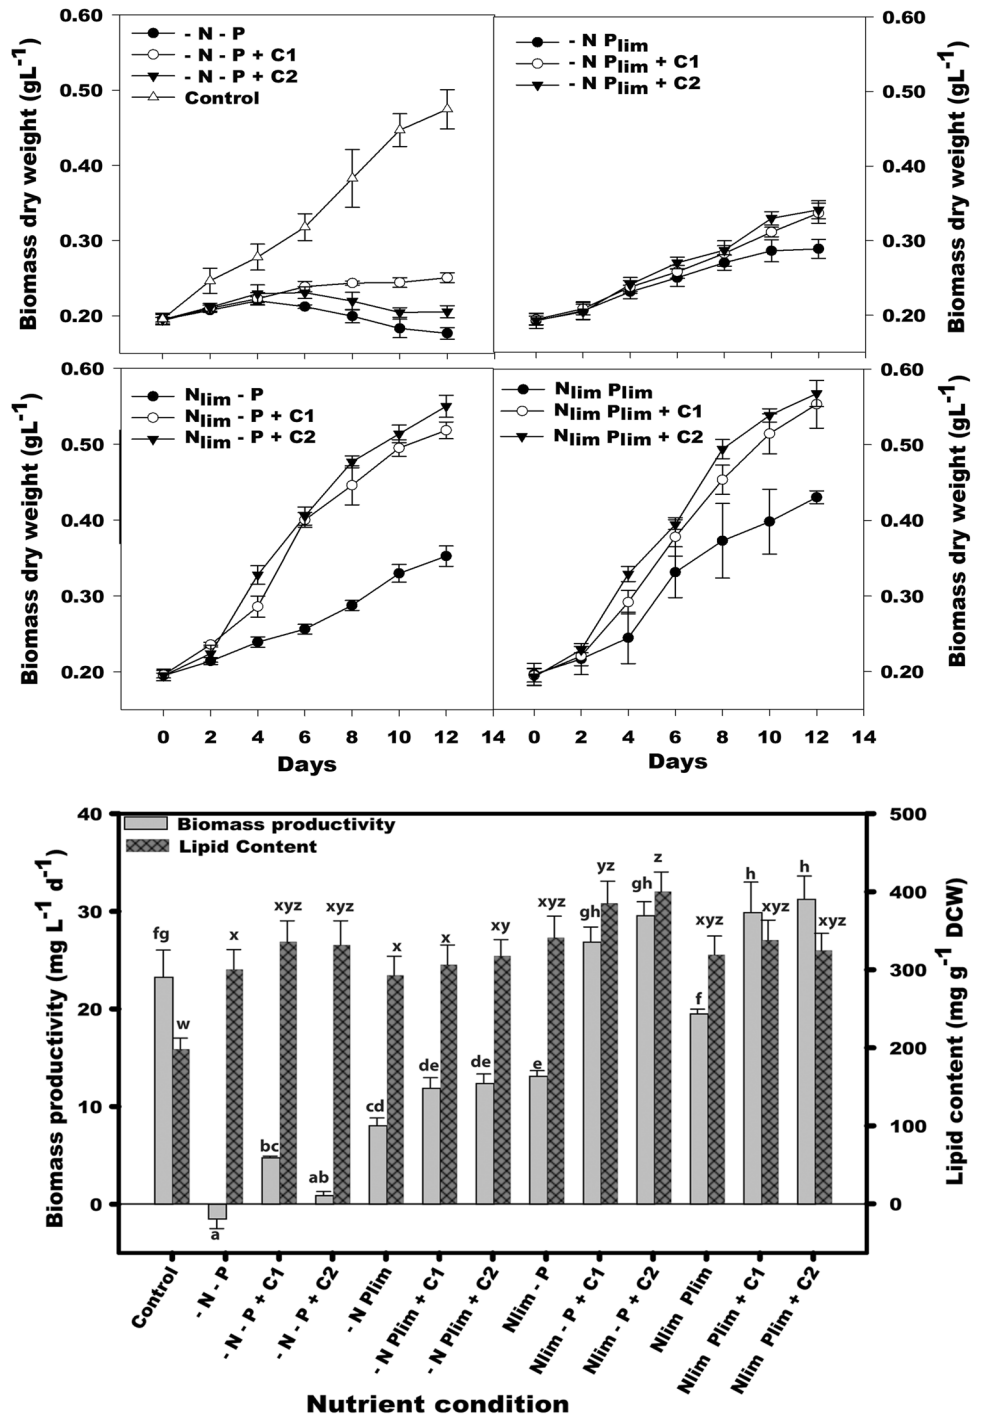 0.60
0.50
0.40
0.30
0.20
Biomass dry weight (gL-1)
- N - P
- N - P + C1
- N - P + C2
Control
0.60
0.50
0.40
0.30
0.20
Biomass dry weight (gL-1)
- N Plim
- N Plim + C1
- N Plim + C2
0.60
0.50
0.40
0.30
0.20
Biomass dry weight (gL-1)
Nlim - P
Nlim - P + C1
Nlim - P + C2
0 2 4 6 8 10 12 14
Days
0.60
0.50
0.40
0.30
0.20
Biomass dry weight (gL-1)
Nlim Plim
Nlim Plim + C1
Nlim Plim + C2
0 2 4 6 8 10 12 14
Days
40
30
20
10
0
Biomass productivity (mg L-1 d-1)
500
400
300
200
100
0
Lipid content (mg g-1 DCW)
Biomass productivity
Lipid Content
fg w
a x
bc xyz
ab xyz
cd x
de x
de xy
e xyz
gh yz
gh z
f xyz
h xyz
h xyz
Control
- N - P
- N - P + C1
- N - P + C2
- N Plim
- N Plim + C1
- N Plim + C2
Nlim - P
Nlim - P + C1
Nlim - P + C2
Nlim Plim
Nlim Plim + C1
Nlim Plim + C2
Nutrient condition